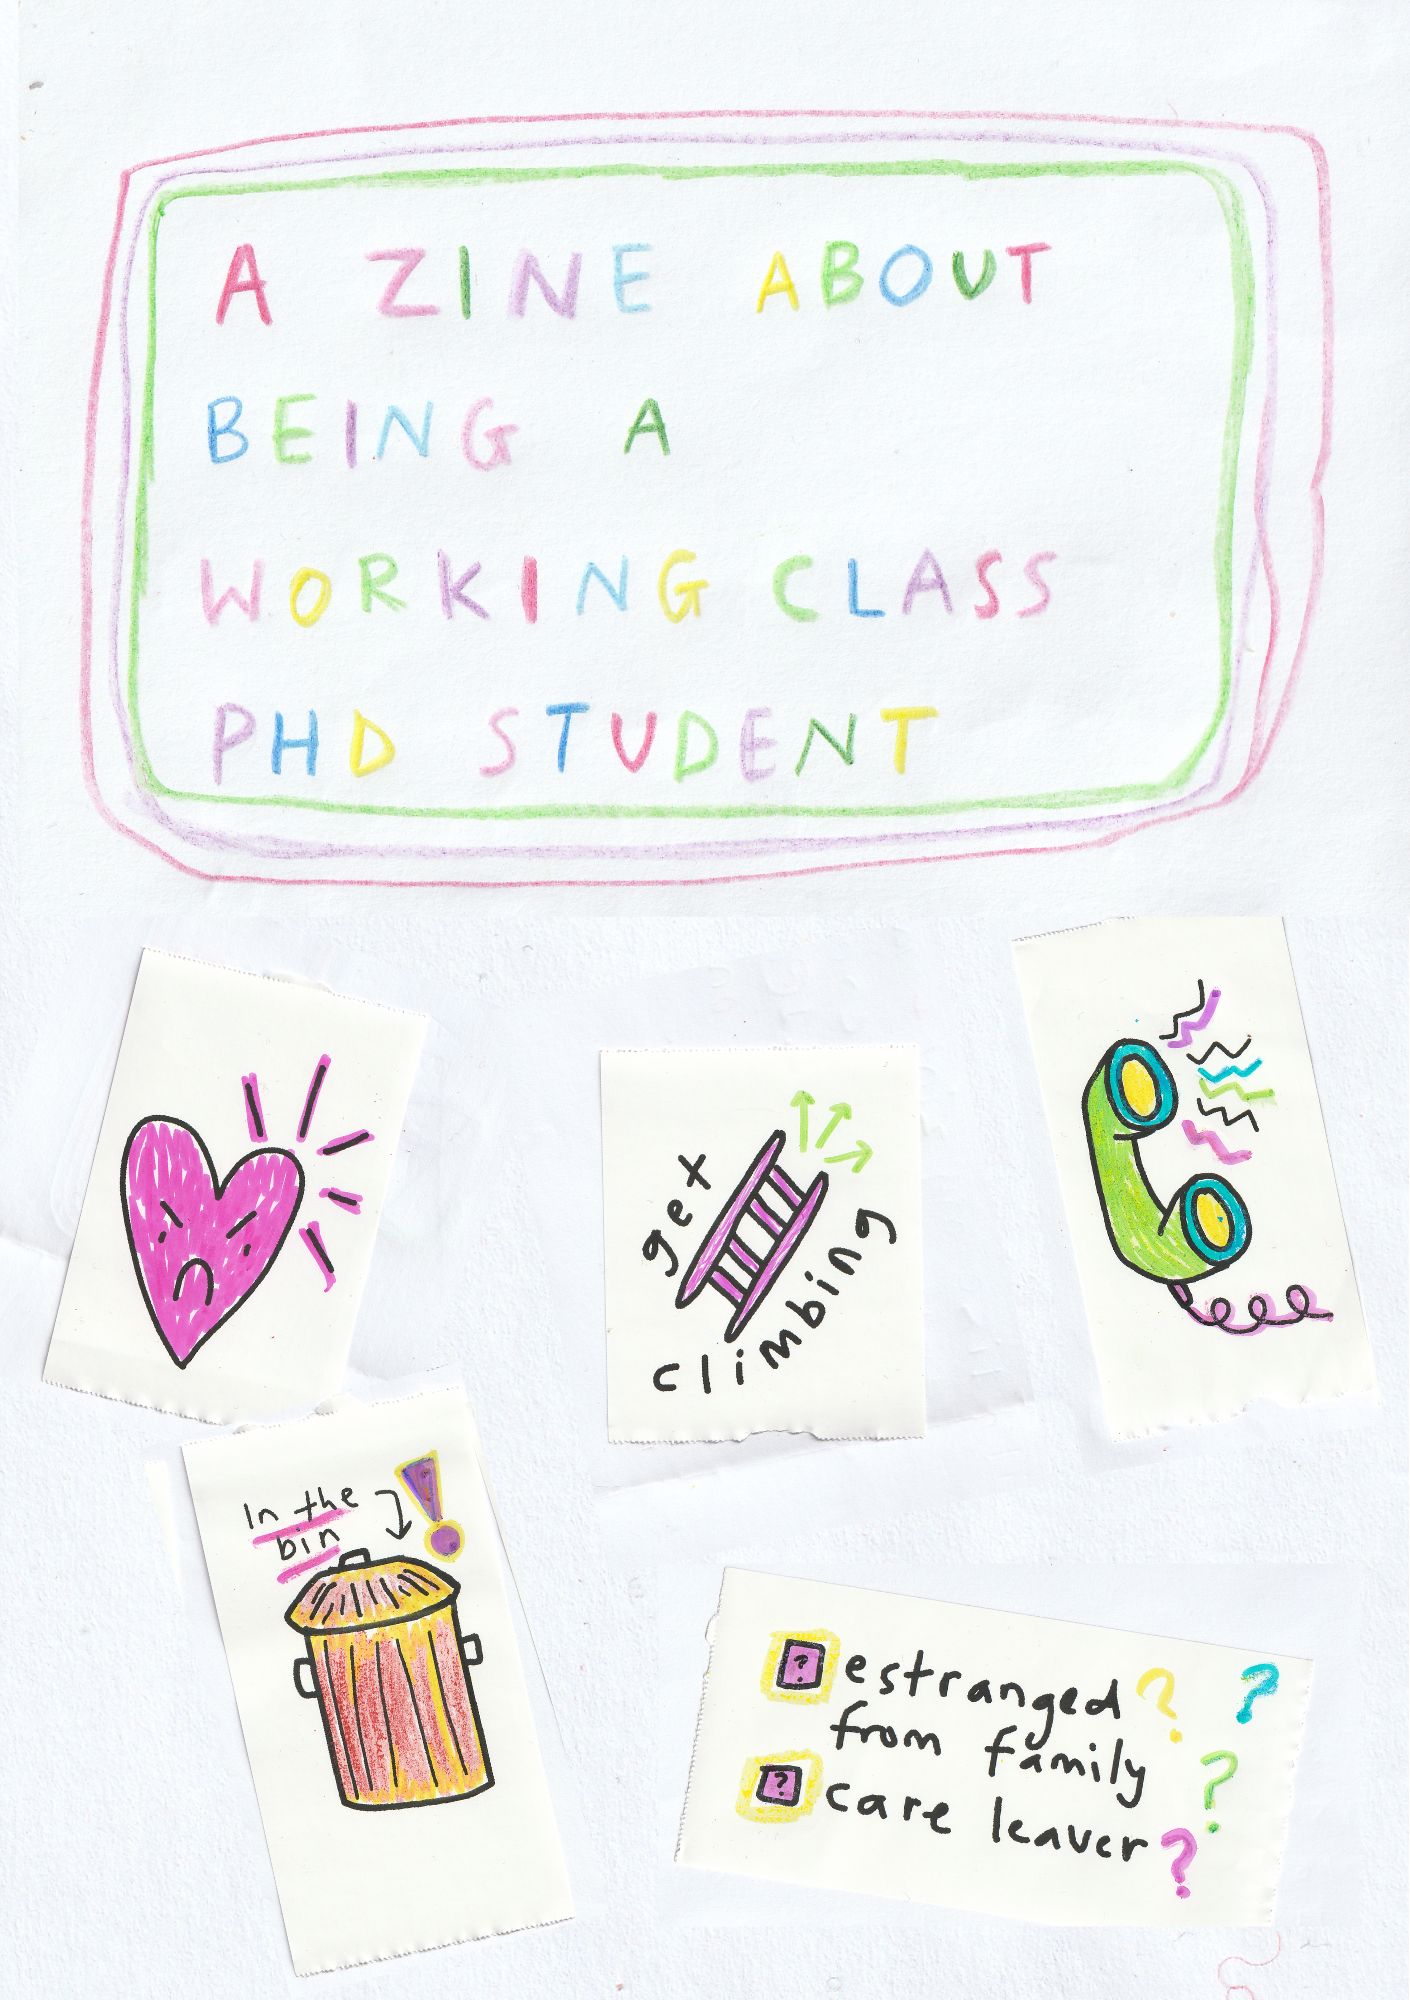 A ZINE ABOUT
BEING A
WORKING CLASS
PHD STUDENT
get
climbing
In the
bin
!
? estranged ? ?
from family ?
? care leaver ?